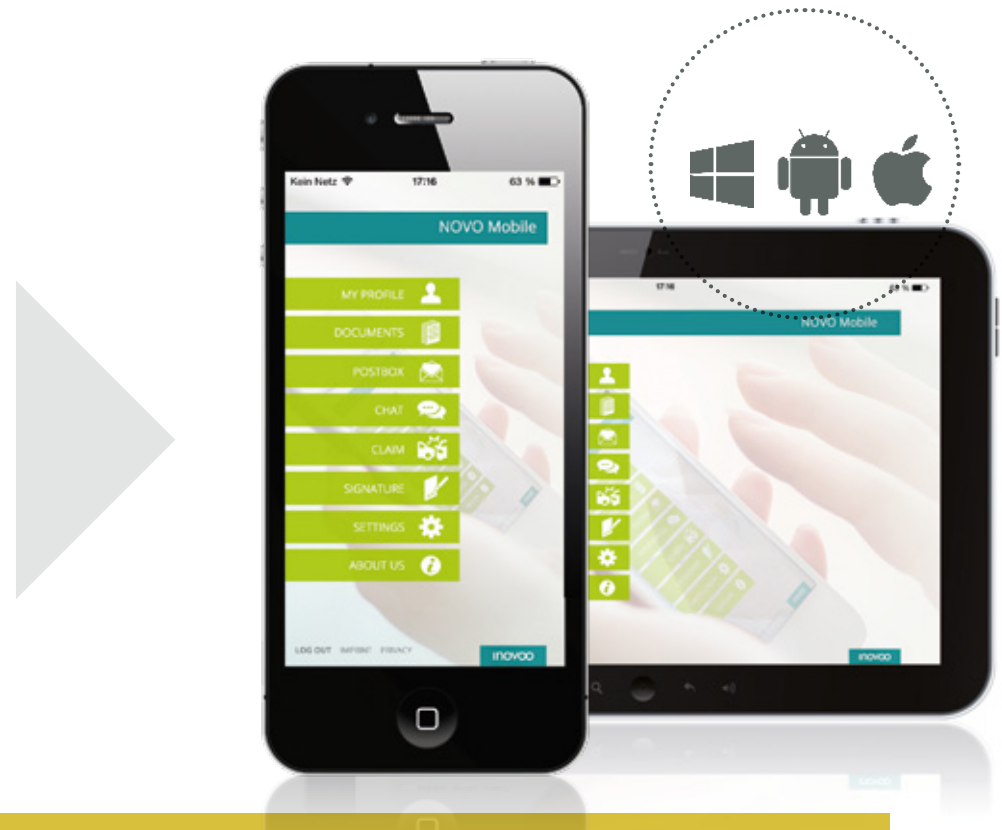 Kein Netz 17:16 63 %
NOVO Mobile
MY PROFILE
DOCUMENTS
POSTBOX
CHAT
CLAIM
SIGNATURE
SETTINGS
ABOUT US
LOG OUT IMPRINT PRIVACY
inovoo
17:16
NOVO Mobile
inovoo